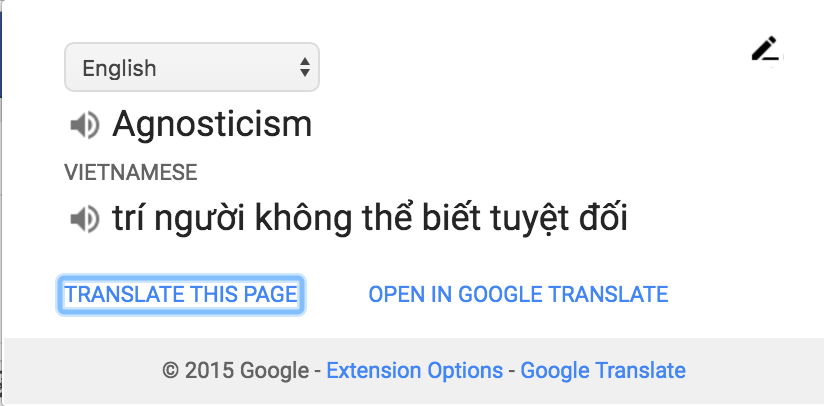 English
Agnosticism
VIETNAMESE
trí người không thể biết tuyệt đối
TRANSLATE THIS PAGE OPEN IN GOOGLE TRANSLATE
© 2015 Google - Extension Options - Google Translate